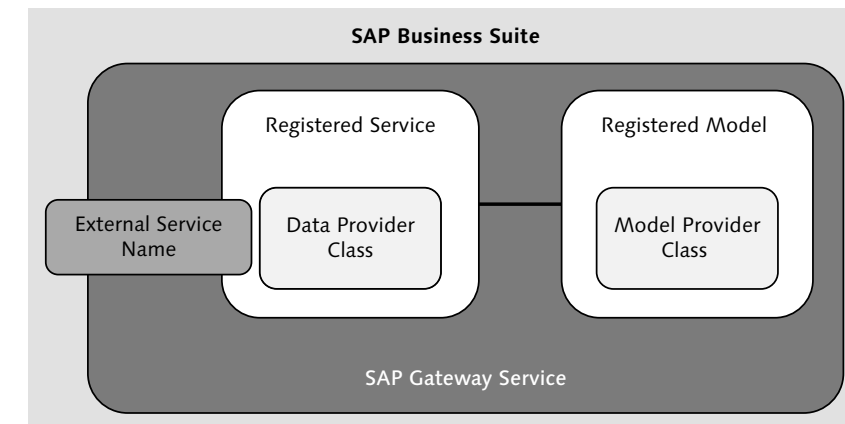 SAP Business Suite
Registered Service
Registered Model
External Service
Name
Data Provider
Class
Model Provider
Class
SAP Gateway Service